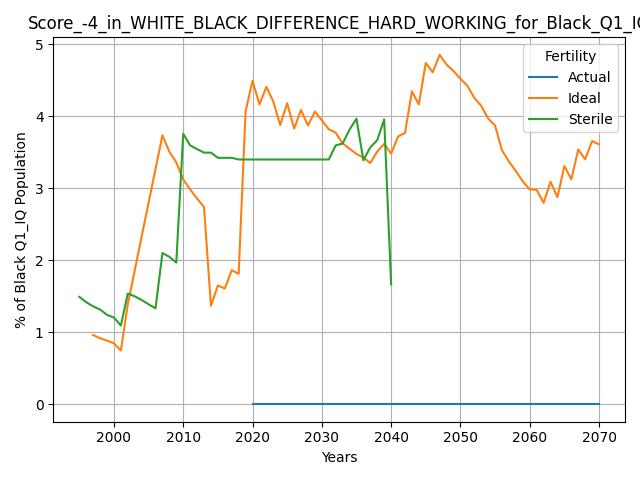 Score_-4_in_WHITE_BLACK_DIFFERENCE_HARD_WORKING_for_Black_Q1_IQ
Fertility
Actual
Ideal
Sterile
% of Black Q1_IQ Population
5
4
3
2
1
0
2000 2010 2020 2030 2040 2050 2060 2070
Years